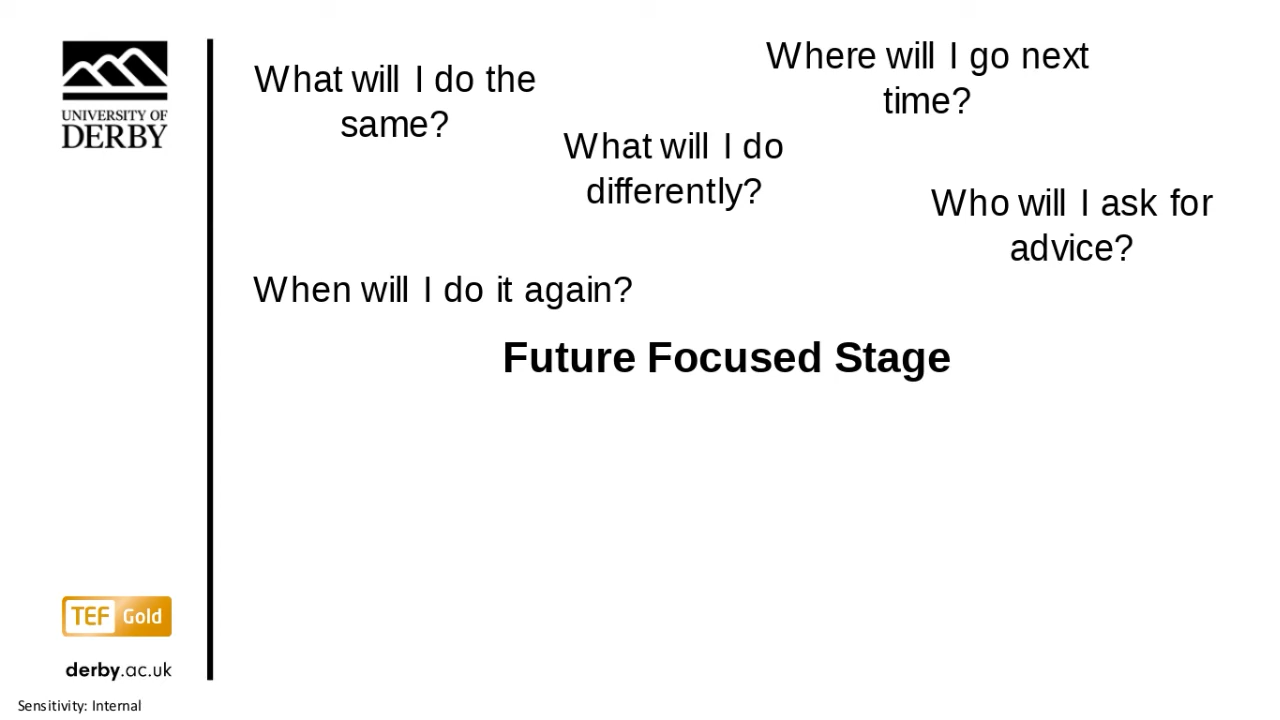 UNIVERSITY OF
DERBY
What will I do the
same?
Where will I go next
time?
What will I do
differently?
Who will I ask for
advice?
When will I do it again?
Future Focused Stage
TEF Gold
derby.ac.uk
Sensitivity: Internal